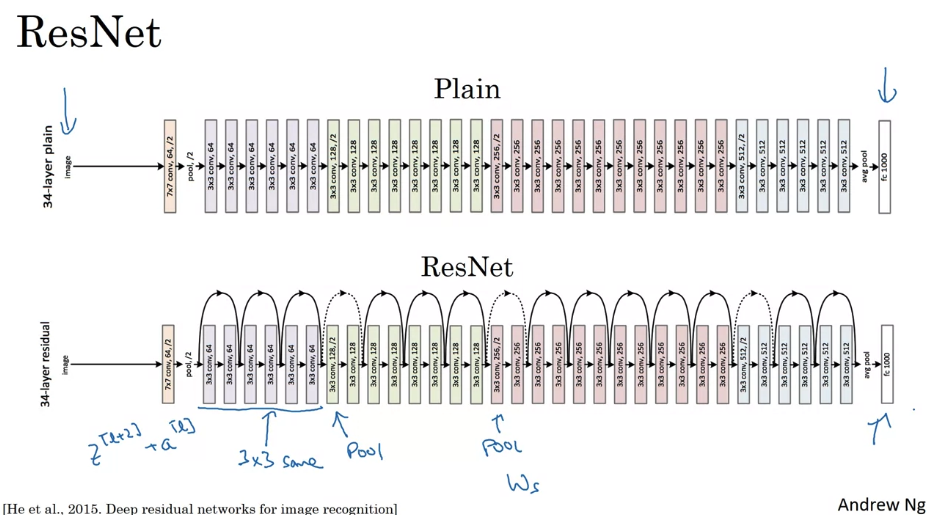 ResNet
Plain
34-layer plain
image
7x7 conv, 64, /2
pool, /2
3x3 conv, 64
3x3 conv, 64
3x3 conv, 64
3x3 conv, 64
3x3 conv, 64
3x3 conv, 64
3x3 conv, 128, /2
3x3 conv, 128
3x3 conv, 128
3x3 conv, 128
3x3 conv, 128
3x3 conv, 128
3x3 conv, 128
3x3 conv, 128
3x3 conv, 256, /2
3x3 conv, 256
3x3 conv, 256
3x3 conv, 256
3x3 conv, 256
3x3 conv, 256
3x3 conv, 256
3x3 conv, 256
3x3 conv, 256
3x3 conv, 256
3x3 conv, 256
3x3 conv, 256
3x3 conv, 512, /2
3x3 conv, 512
3x3 conv, 512
3x3 conv, 512
3x3 conv, 512
3x3 conv, 512
avg pool
fc 1000
ResNet
34-layer residual
image
7x7 conv, 64, /2
pool, /2
3x3 conv, 64
3x3 conv, 64
3x3 conv, 64
3x3 conv, 64
3x3 conv, 64
3x3 conv, 64
3x3 conv, 128, /2
3x3 conv, 128
3x3 conv, 128
3x3 conv, 128
3x3 conv, 128
3x3 conv, 128
3x3 conv, 128
3x3 conv, 128
3x3 conv, 256, /2
3x3 conv, 256
3x3 conv, 256
3x3 conv, 256
3x3 conv, 256
3x3 conv, 256
3x3 conv, 256
3x3 conv, 256
3x3 conv, 256
3x3 conv, 256
3x3 conv, 256
3x3 conv, 256
3x3 conv, 512, /2
3x3 conv, 512
3x3 conv, 512
3x3 conv, 512
3x3 conv, 512
3x3 conv, 512
avg pool
fc 1000
z[l+2] + a[l]
3x3 same
Pool
Pool
Ws
[He et al., 2015. Deep residual networks for image recognition]
Andrew Ng